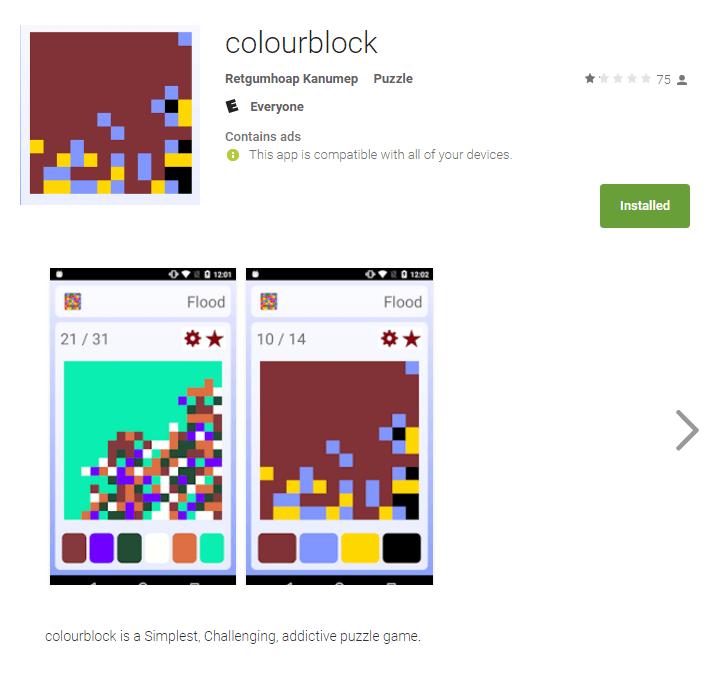 colourblock
Retgumhoap Kanumep Puzzle
75
E Everyone
Contains ads
This app is compatible with all of your devices.
Installed
12:01
Flood
21 / 31
12:02
Flood
10 / 14
colourblock is a Simplest, Challenging, addictive puzzle game.